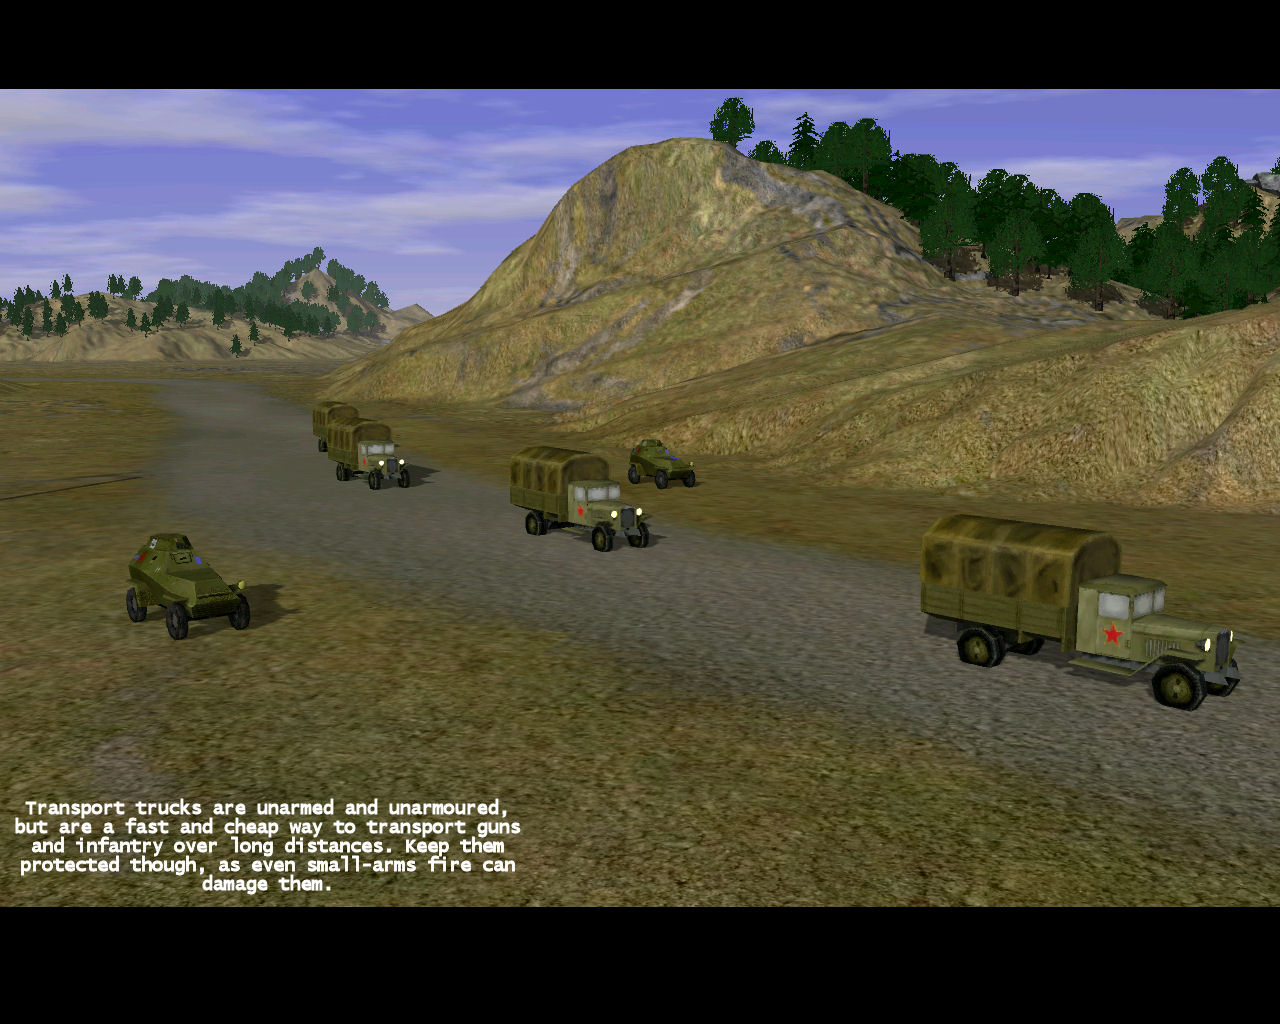 Transport trucks are unarmed and unarmoured,
but are a fast and cheap way to transport guns
and infantry over long distances. Keep them
protected though, as even small-arms fire can
damage them.